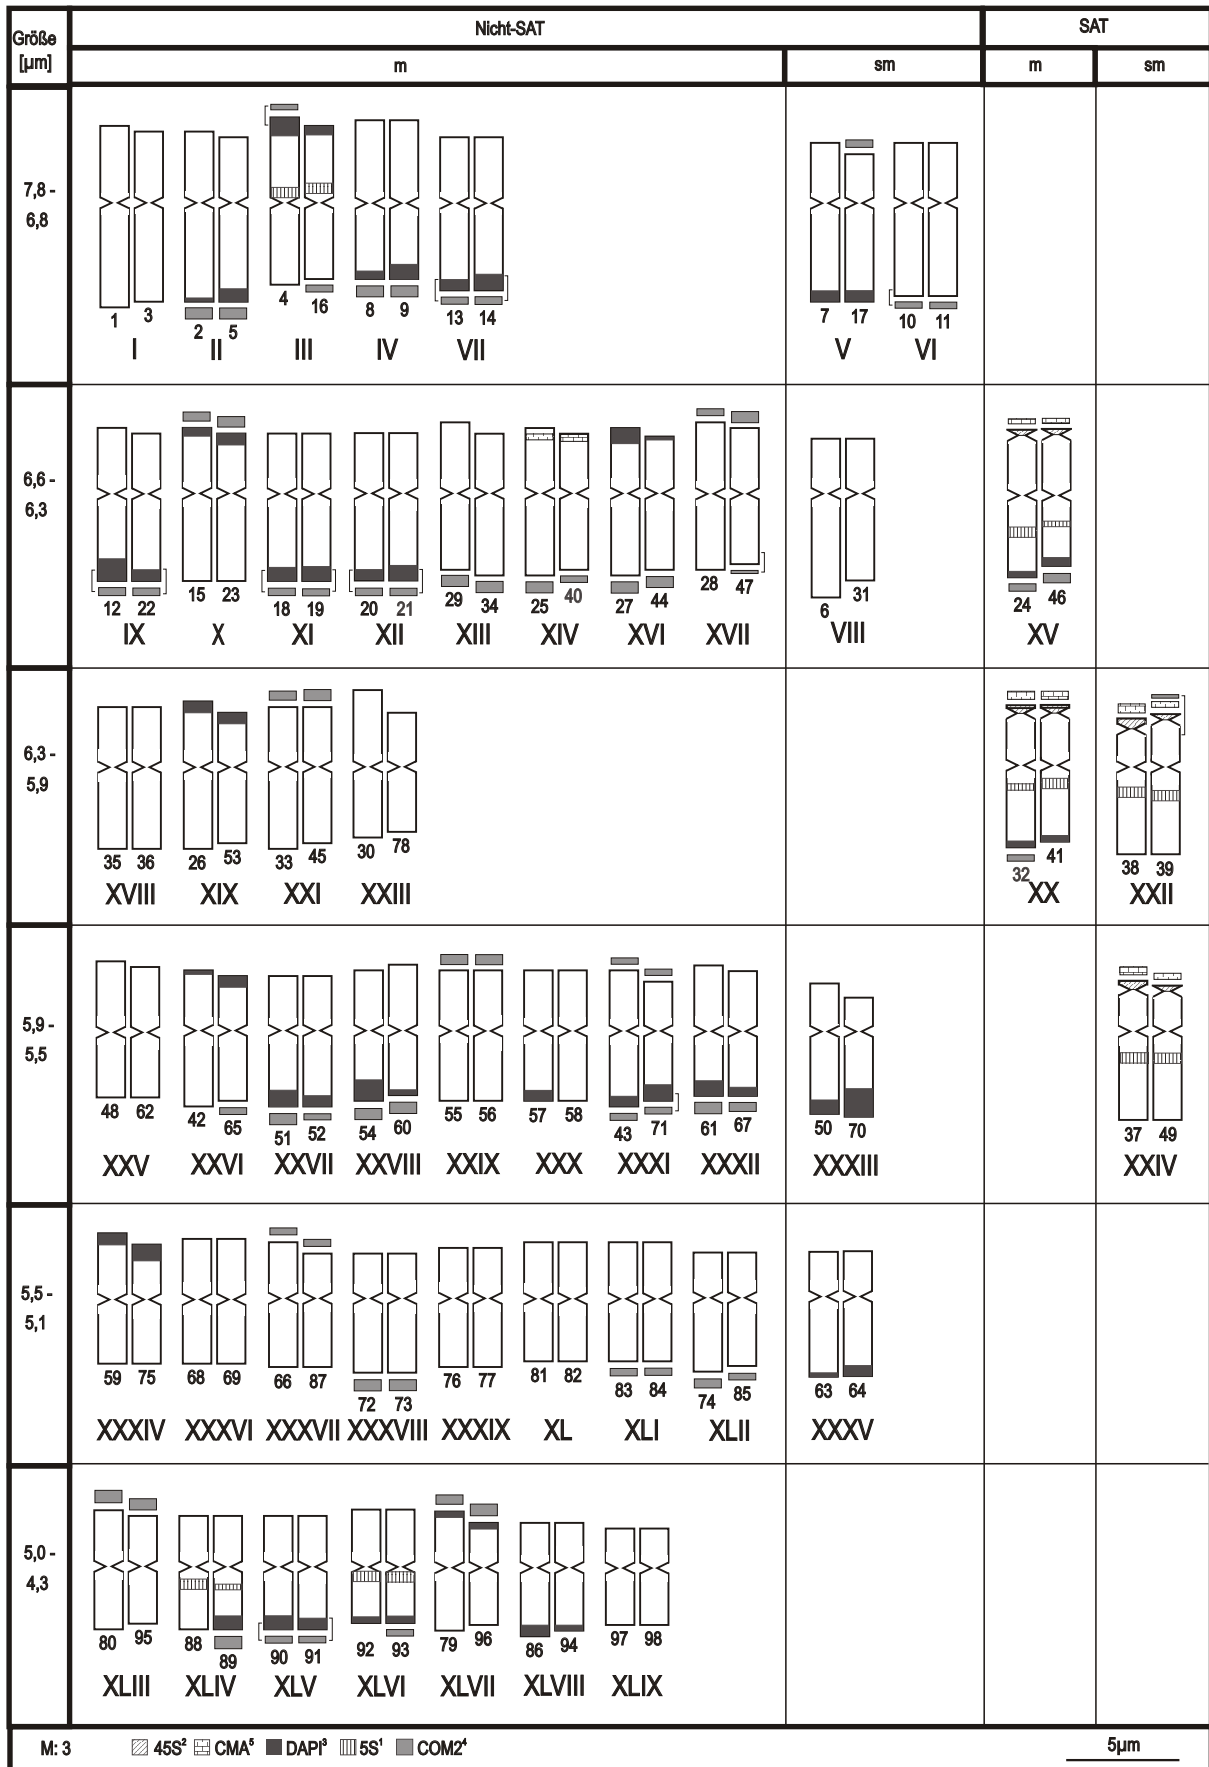 Größe
[µm]
Nicht-SAT
SAT
m
sm
m
sm
7,8 -
6,8
1 3 2 5 4 16 8 9 13 14 7 17 10 11
I II III IV VII V VI
6,6 -
6,3
12 22 15 23 18 19 20 21 29 34 25 40 27 44 28 47 6 31 24 46
IX X XI XII XIII XIV XVI XVII VIII XV
6,3 -
5,9
35 36 26 53 33 45 30 78 32 41 38 39
XVIII XIX XXI XXIII XX XXII
5,9 -
5,5
48 62 42 65 51 52 54 60 55 56 57 58 43 71 61 67 50 70 37 49
XXV XXVI XXVII XXVIII XXIX XXX XXXI XXXII XXXIII XXIV
5,5 -
5,1
59 75 68 69 66 87 72 73 76 77 81 82 83 84 74 85 63 64
XXXIV XXXVI XXXVII XXXVIII XXXIX XL XLI XLII XXXV
5,0 -
4,3
80 95 88 89 90 91 92 93 79 96 86 94 97 98
XLIII XLIV XLV XLVI XLVII XLVIII XLIX
M: 3 45S² CMA⁵ DAPI³ 5S¹ COM2⁴ 5µm